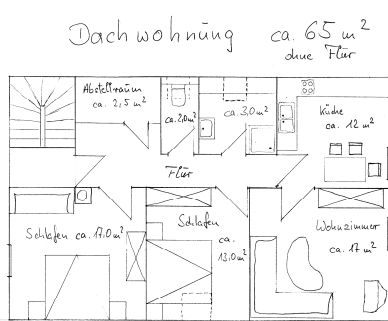 Dachwohnung ca. 65 m²
ohne Flur
Abstellraum
ca. 2,5 m²
ca. 2,0 m²
ca. 3,0 m²
Küche
ca. 12 m²
Flur
Schlafen ca. 17,0 m²
Schlafen
ca.
13,0 m²
Wohnzimmer
ca. 17 m²